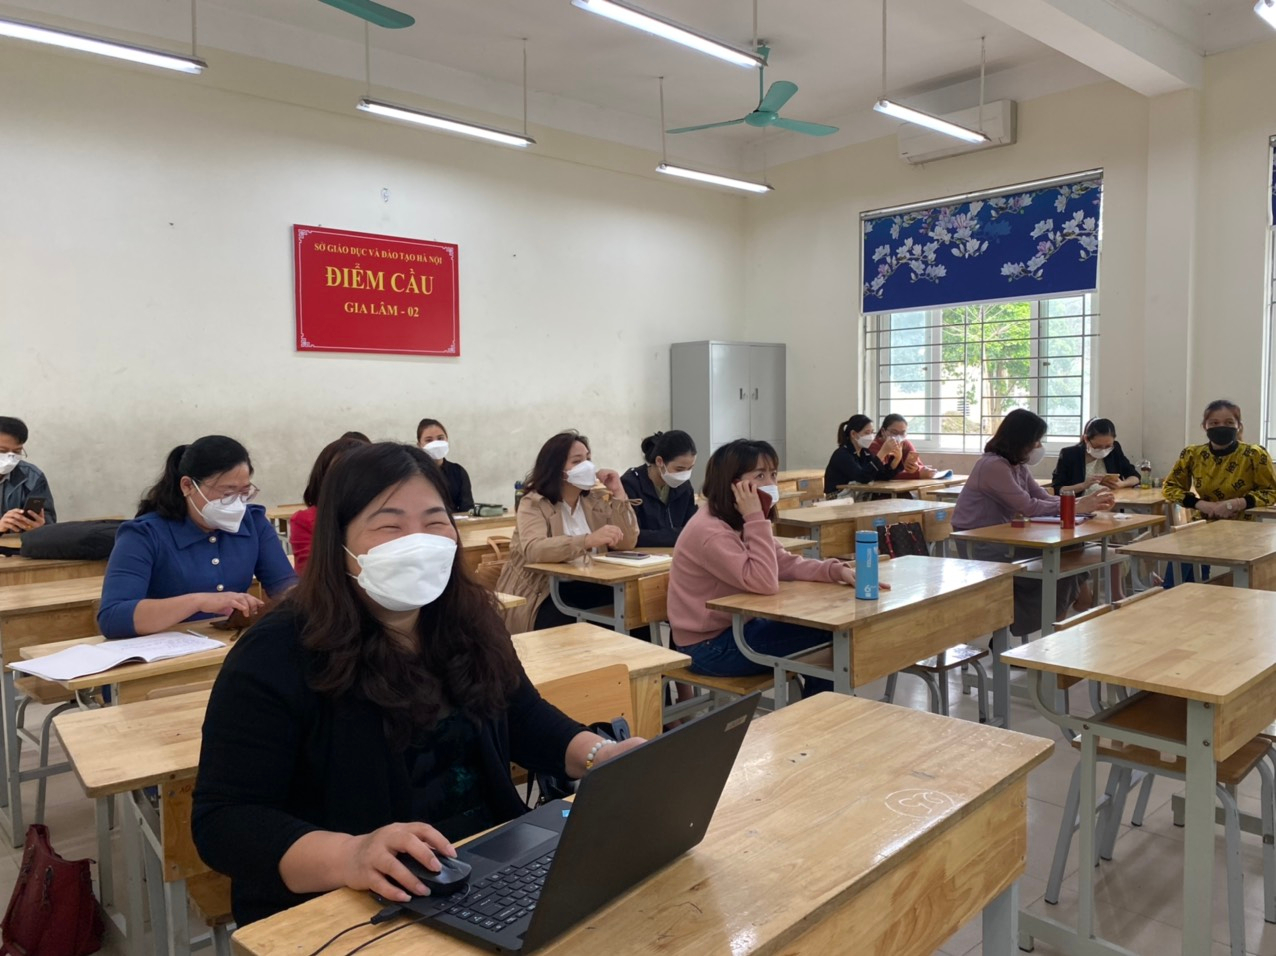 SỞ GIÁO DỤC VÀ ĐÀO TẠO HÀ NỘI
ĐIỂM CẦU
GIA LÂM - 02